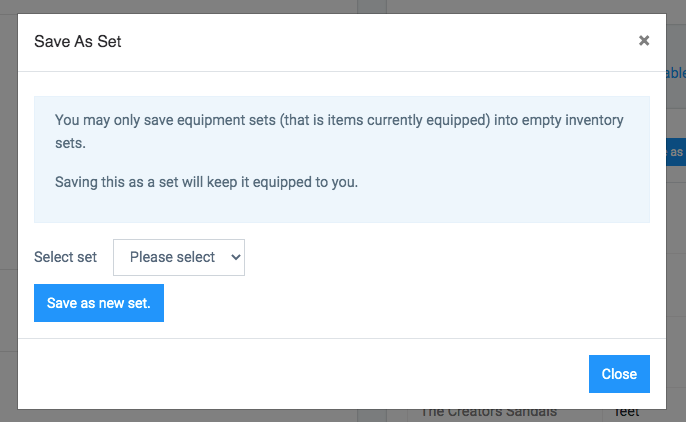 Save As Set
×
able
You may only save equipment sets (that is items currently equipped) into empty inventory
sets.
as
Saving this as a set will keep it equipped to you.
Select set Please select
Save as new set.
Close
The Creators Sandals feet